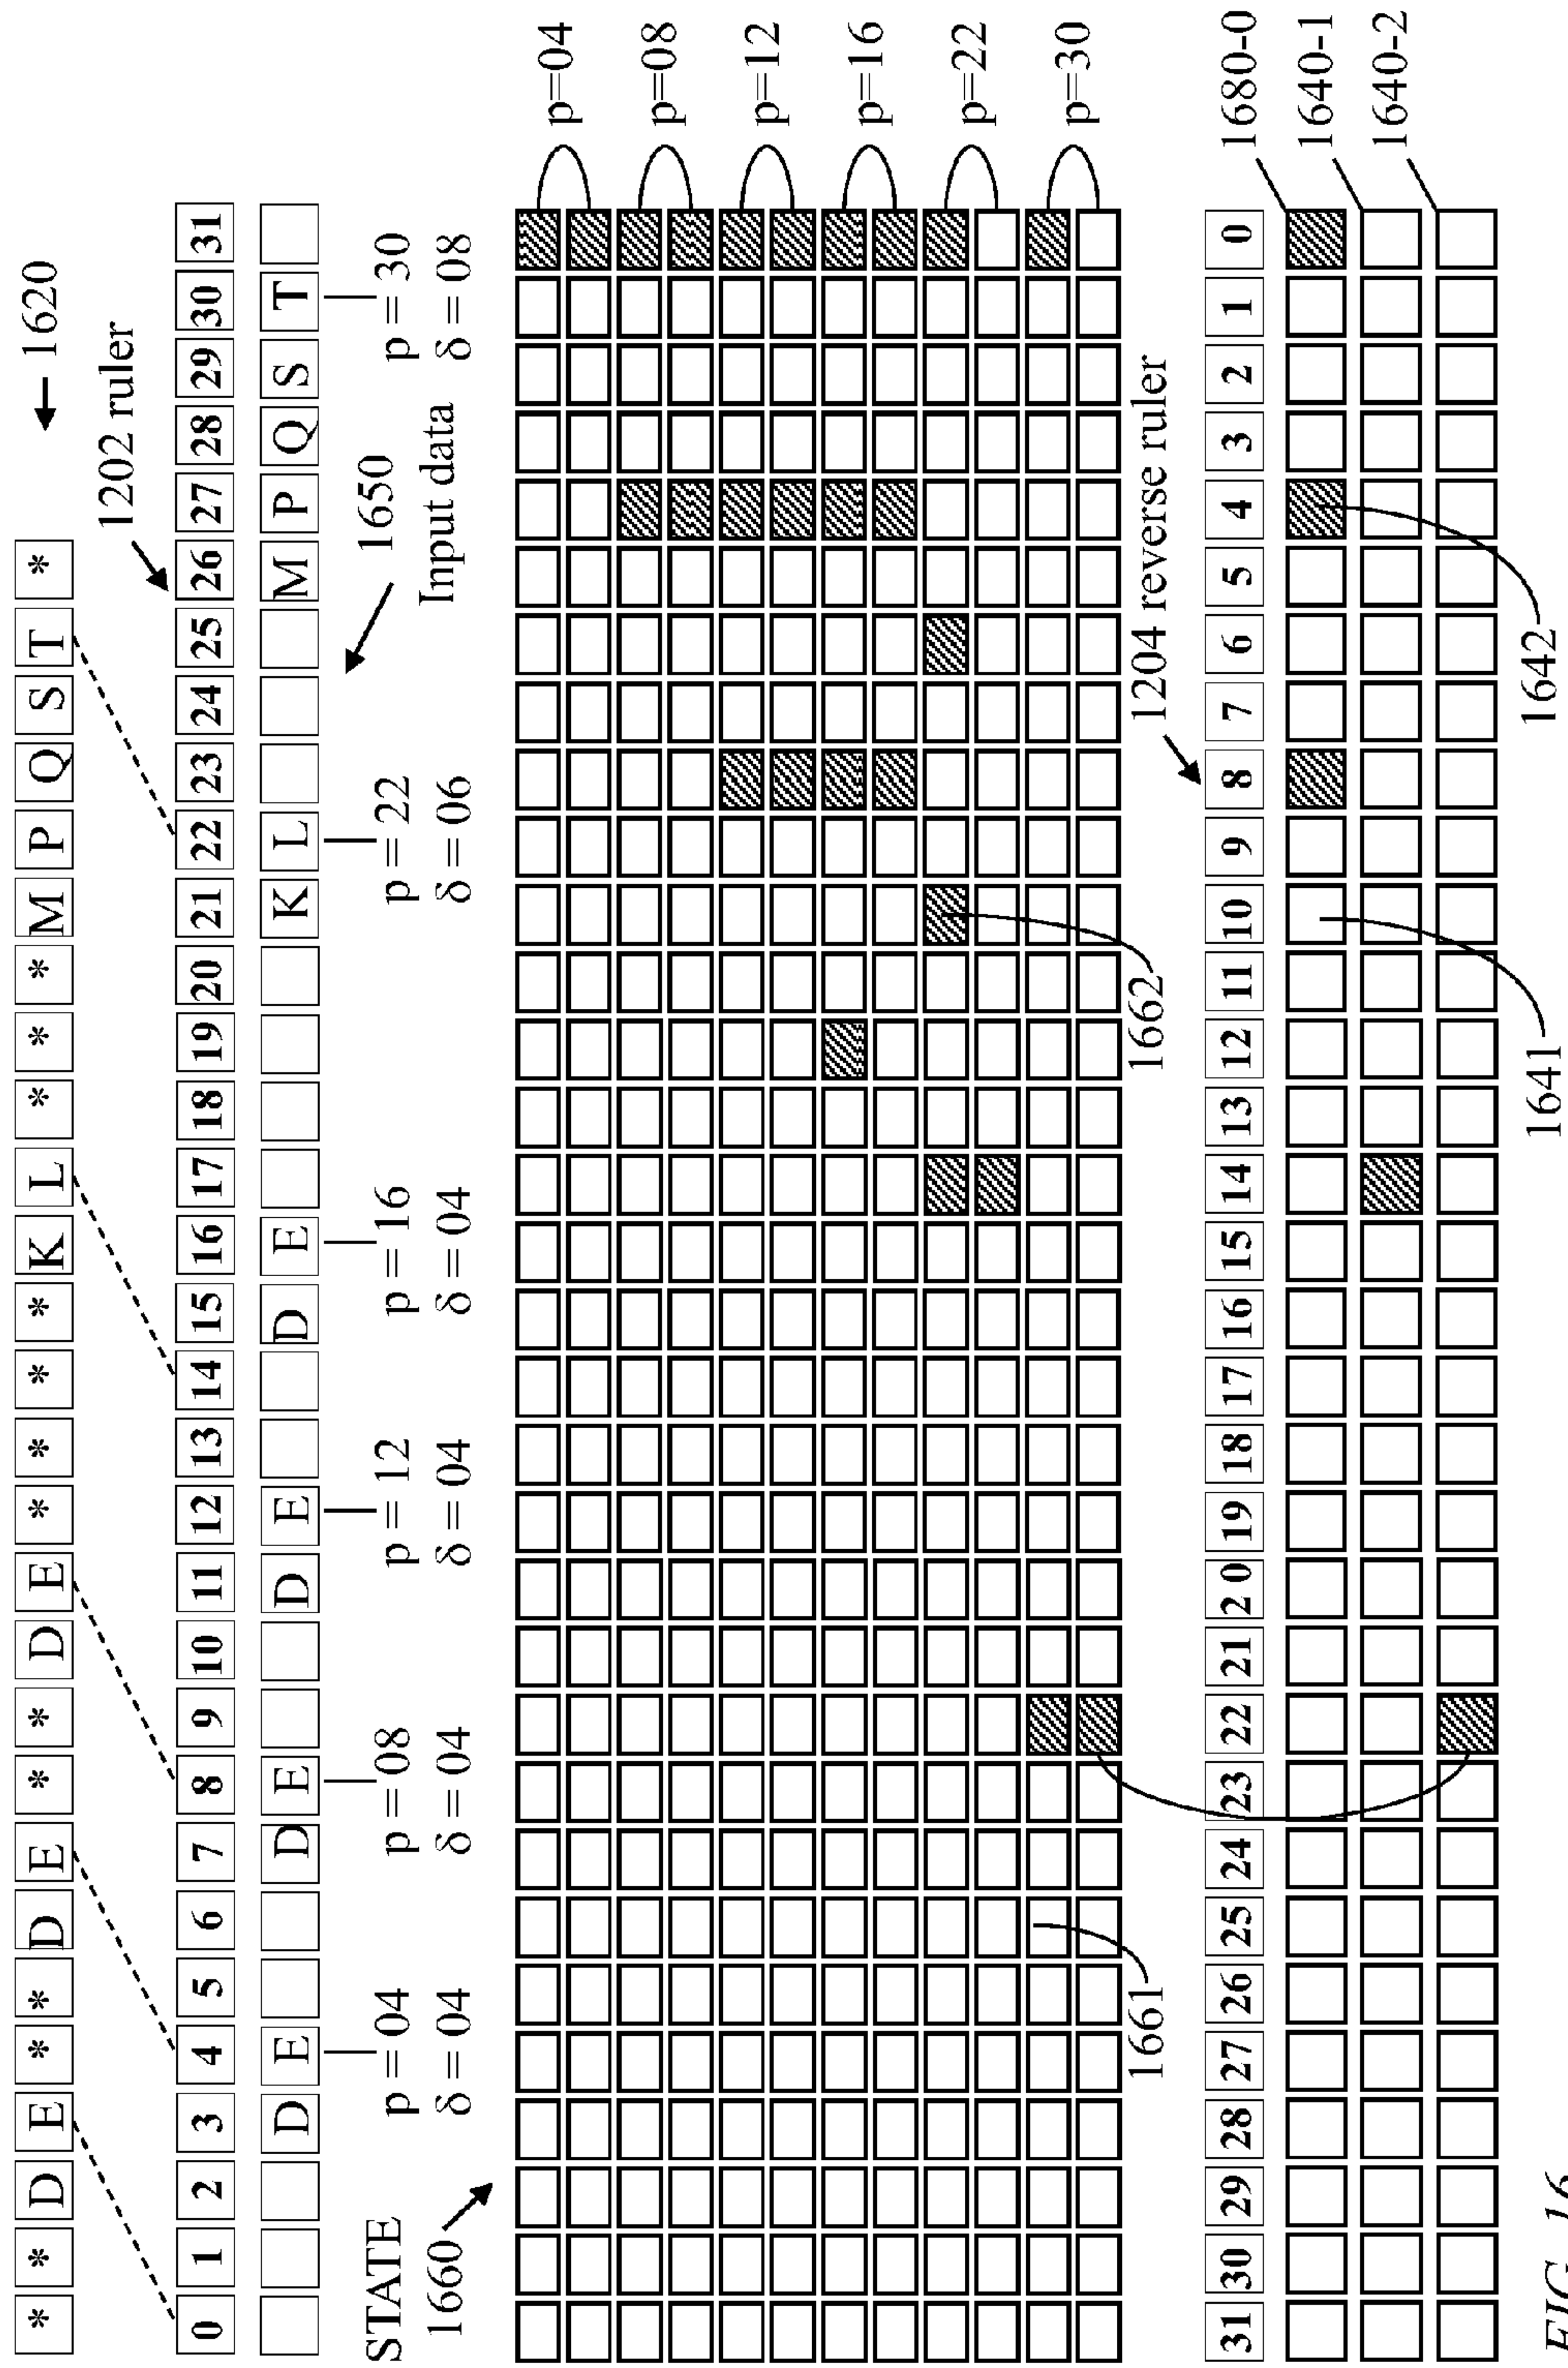 * * D E * * D E * * D E * * * * K L * * * M P Q S T * 1620
1202 ruler
0 1 2 3 4 5 6 7 8 9 10 11 12 13 14 15 16 17 18 19 20 21 22 23 24 25 26 27 28 29 30 31
D E D E D E D E K L M P Q S T
p = 04 p = 08 p = 12 p = 16 p = 22 p = 30
δ = 04 δ = 04 δ = 04 δ = 04 δ = 06 δ = 08
1650
Input data
STATE
1660
p=04
p=08
p=12
p=16
p=22
p=30
1661
1662
1204 reverse ruler
31 30 29 28 27 26 25 24 23 22 21 2 0 19 18 17 16 15 14 13 12 11 10 9 8 7 6 5 4 3 2 1 0
1680-0
1640-1
1640-2
1641
1642
FIG. 16